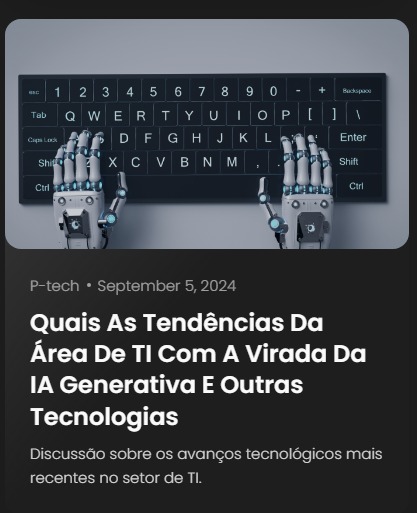 Esc 1 2 3 4 5 6 7 8 9 0 - + Backspace
Tab Q W E R T Y U I O P [ ] \
Caps Lock D F G H J K L Enter
Shift Z X C V B N M , . Shift
Ctrl Ctrl
P-tech • September 5, 2024
Quais As Tendências Da
Área De TI Com A Virada Da
IA Generativa E Outras
Tecnologias
Discussão sobre os avanços tecnológicos mais
recentes no setor de TI.